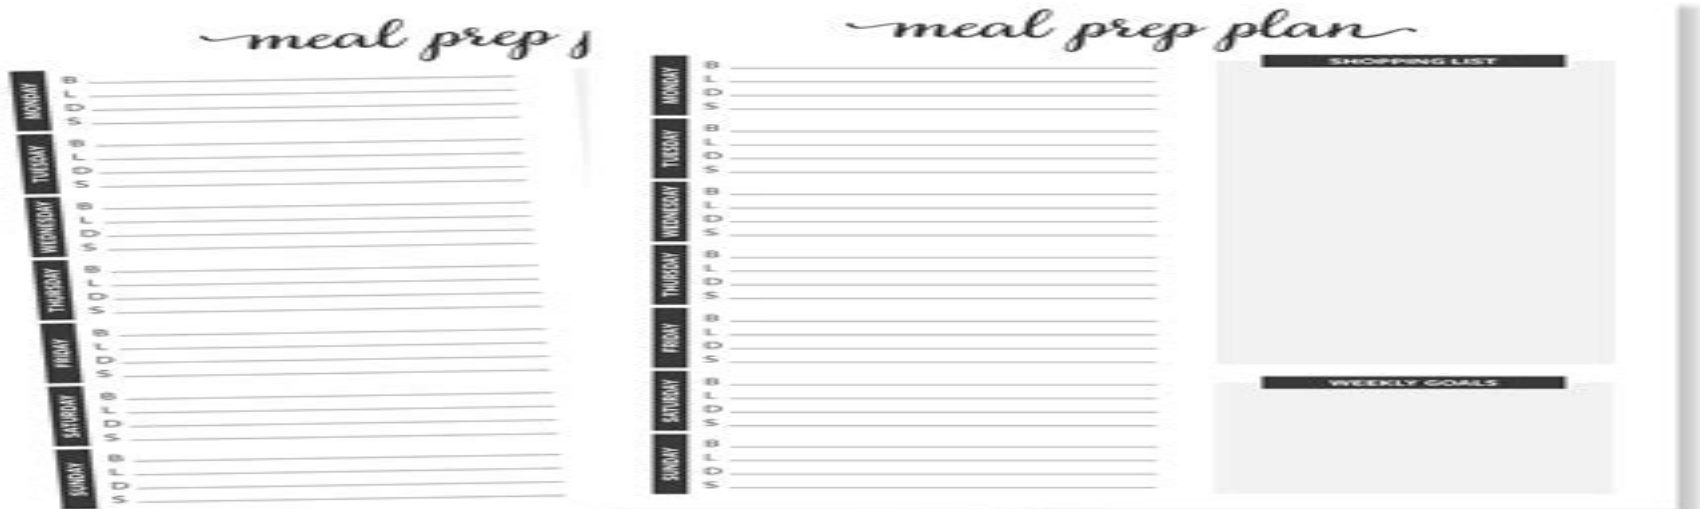 meal prep p
MONDAY
B
L
D
S
TUESDAY
B
L
D
S
WEDNESDAY
B
L
D
S
THURSDAY
B
L
D
S
FRIDAY
B
L
D
S
SATURDAY
B
L
D
S
SUNDAY
B
L
D
S
meal prep plan
MONDAY
B
L
D
S
TUESDAY
B
L
D
S
WEDNESDAY
B
L
D
S
THURSDAY
B
L
D
S
FRIDAY
B
L
D
S
SATURDAY
B
L
D
S
SUNDAY
B
L
D
S
SHOPPING LIST
WEEKLY GOALS